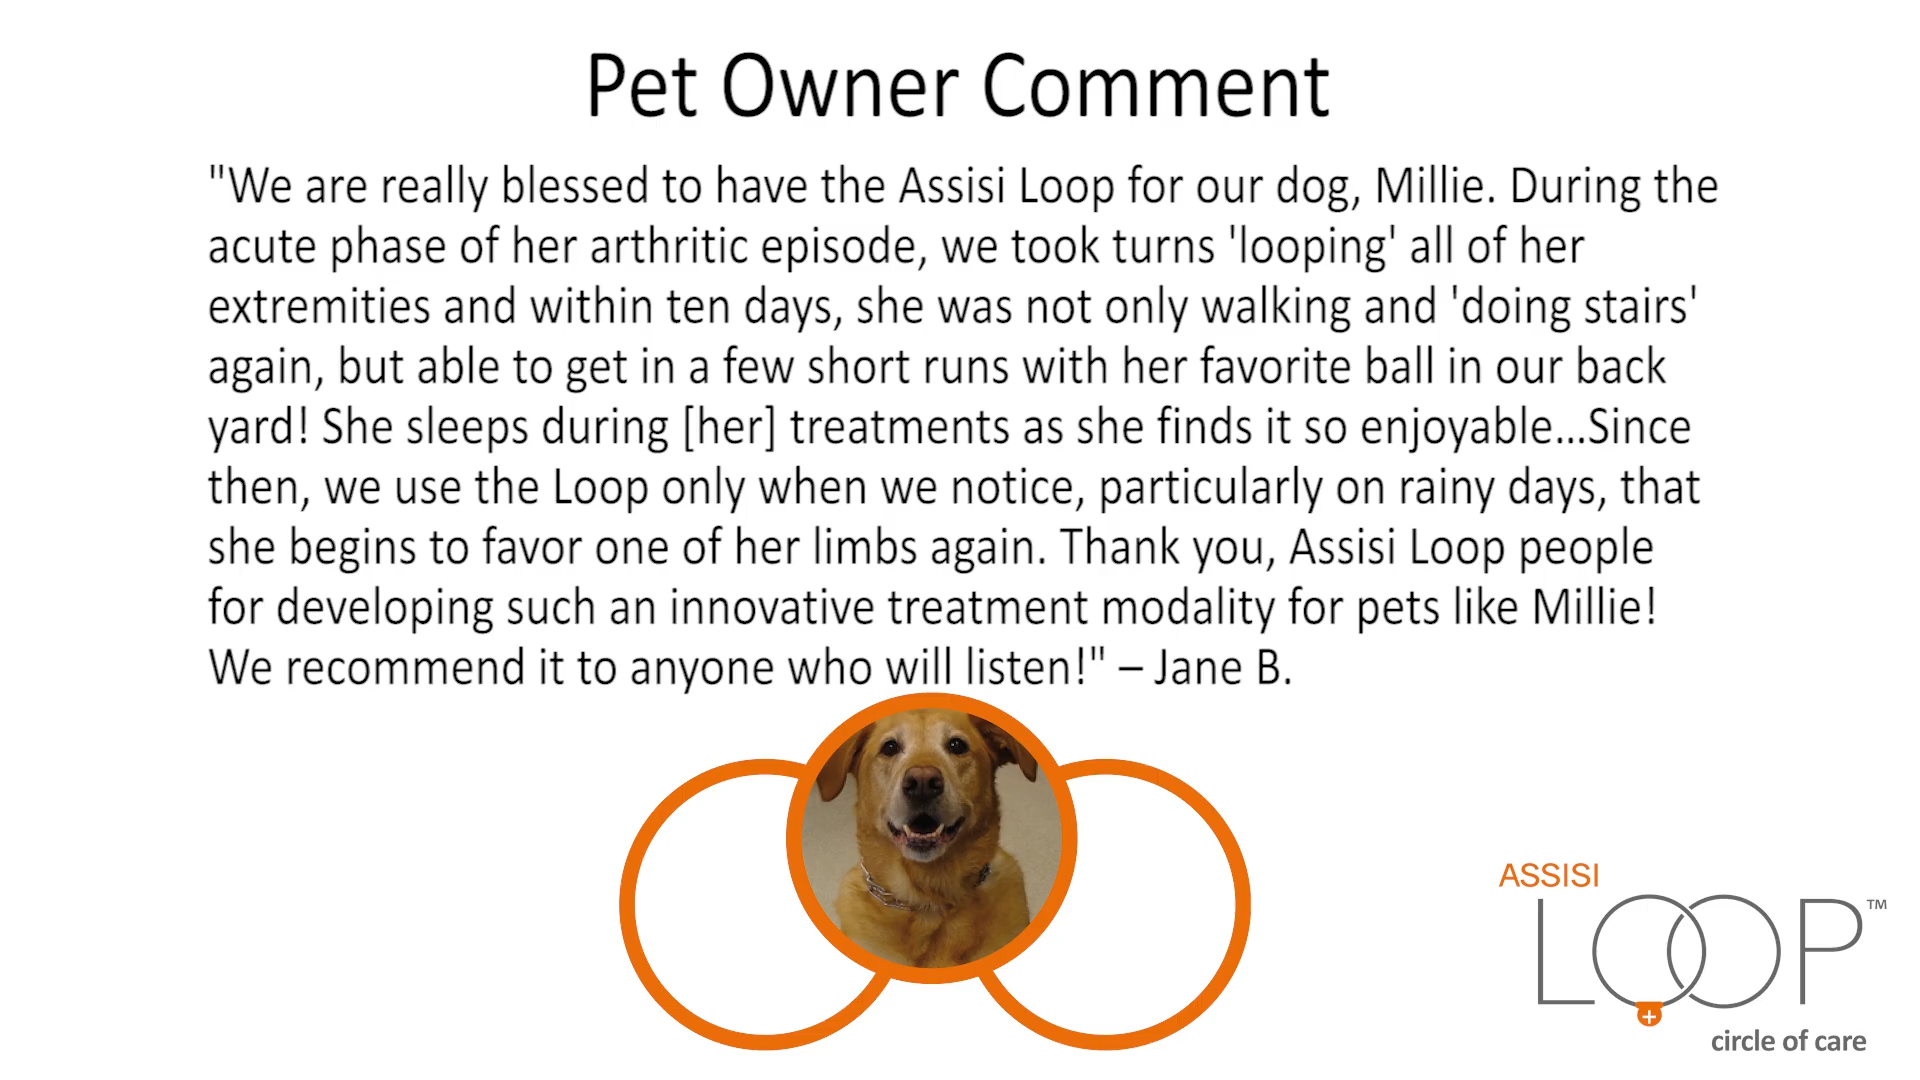 Pet Owner Comment
"We are really blessed to have the Assisi Loop for our dog, Millie. During the
acute phase of her arthritic episode, we took turns 'looping' all of her
extremities and within ten days, she was not only walking and 'doing stairs'
again, but able to get in a few short runs with her favorite ball in our back
yard! She sleeps during [her] treatments as she finds it so enjoyable...Since
then, we use the Loop only when we notice, particularly on rainy days, that
she begins to favor one of her limbs again. Thank you, Assisi Loop people
for developing such an innovative treatment modality for pets like Millie!
We recommend it to anyone who will listen!" – Jane B.
ASSISI
LOOP™
circle of care